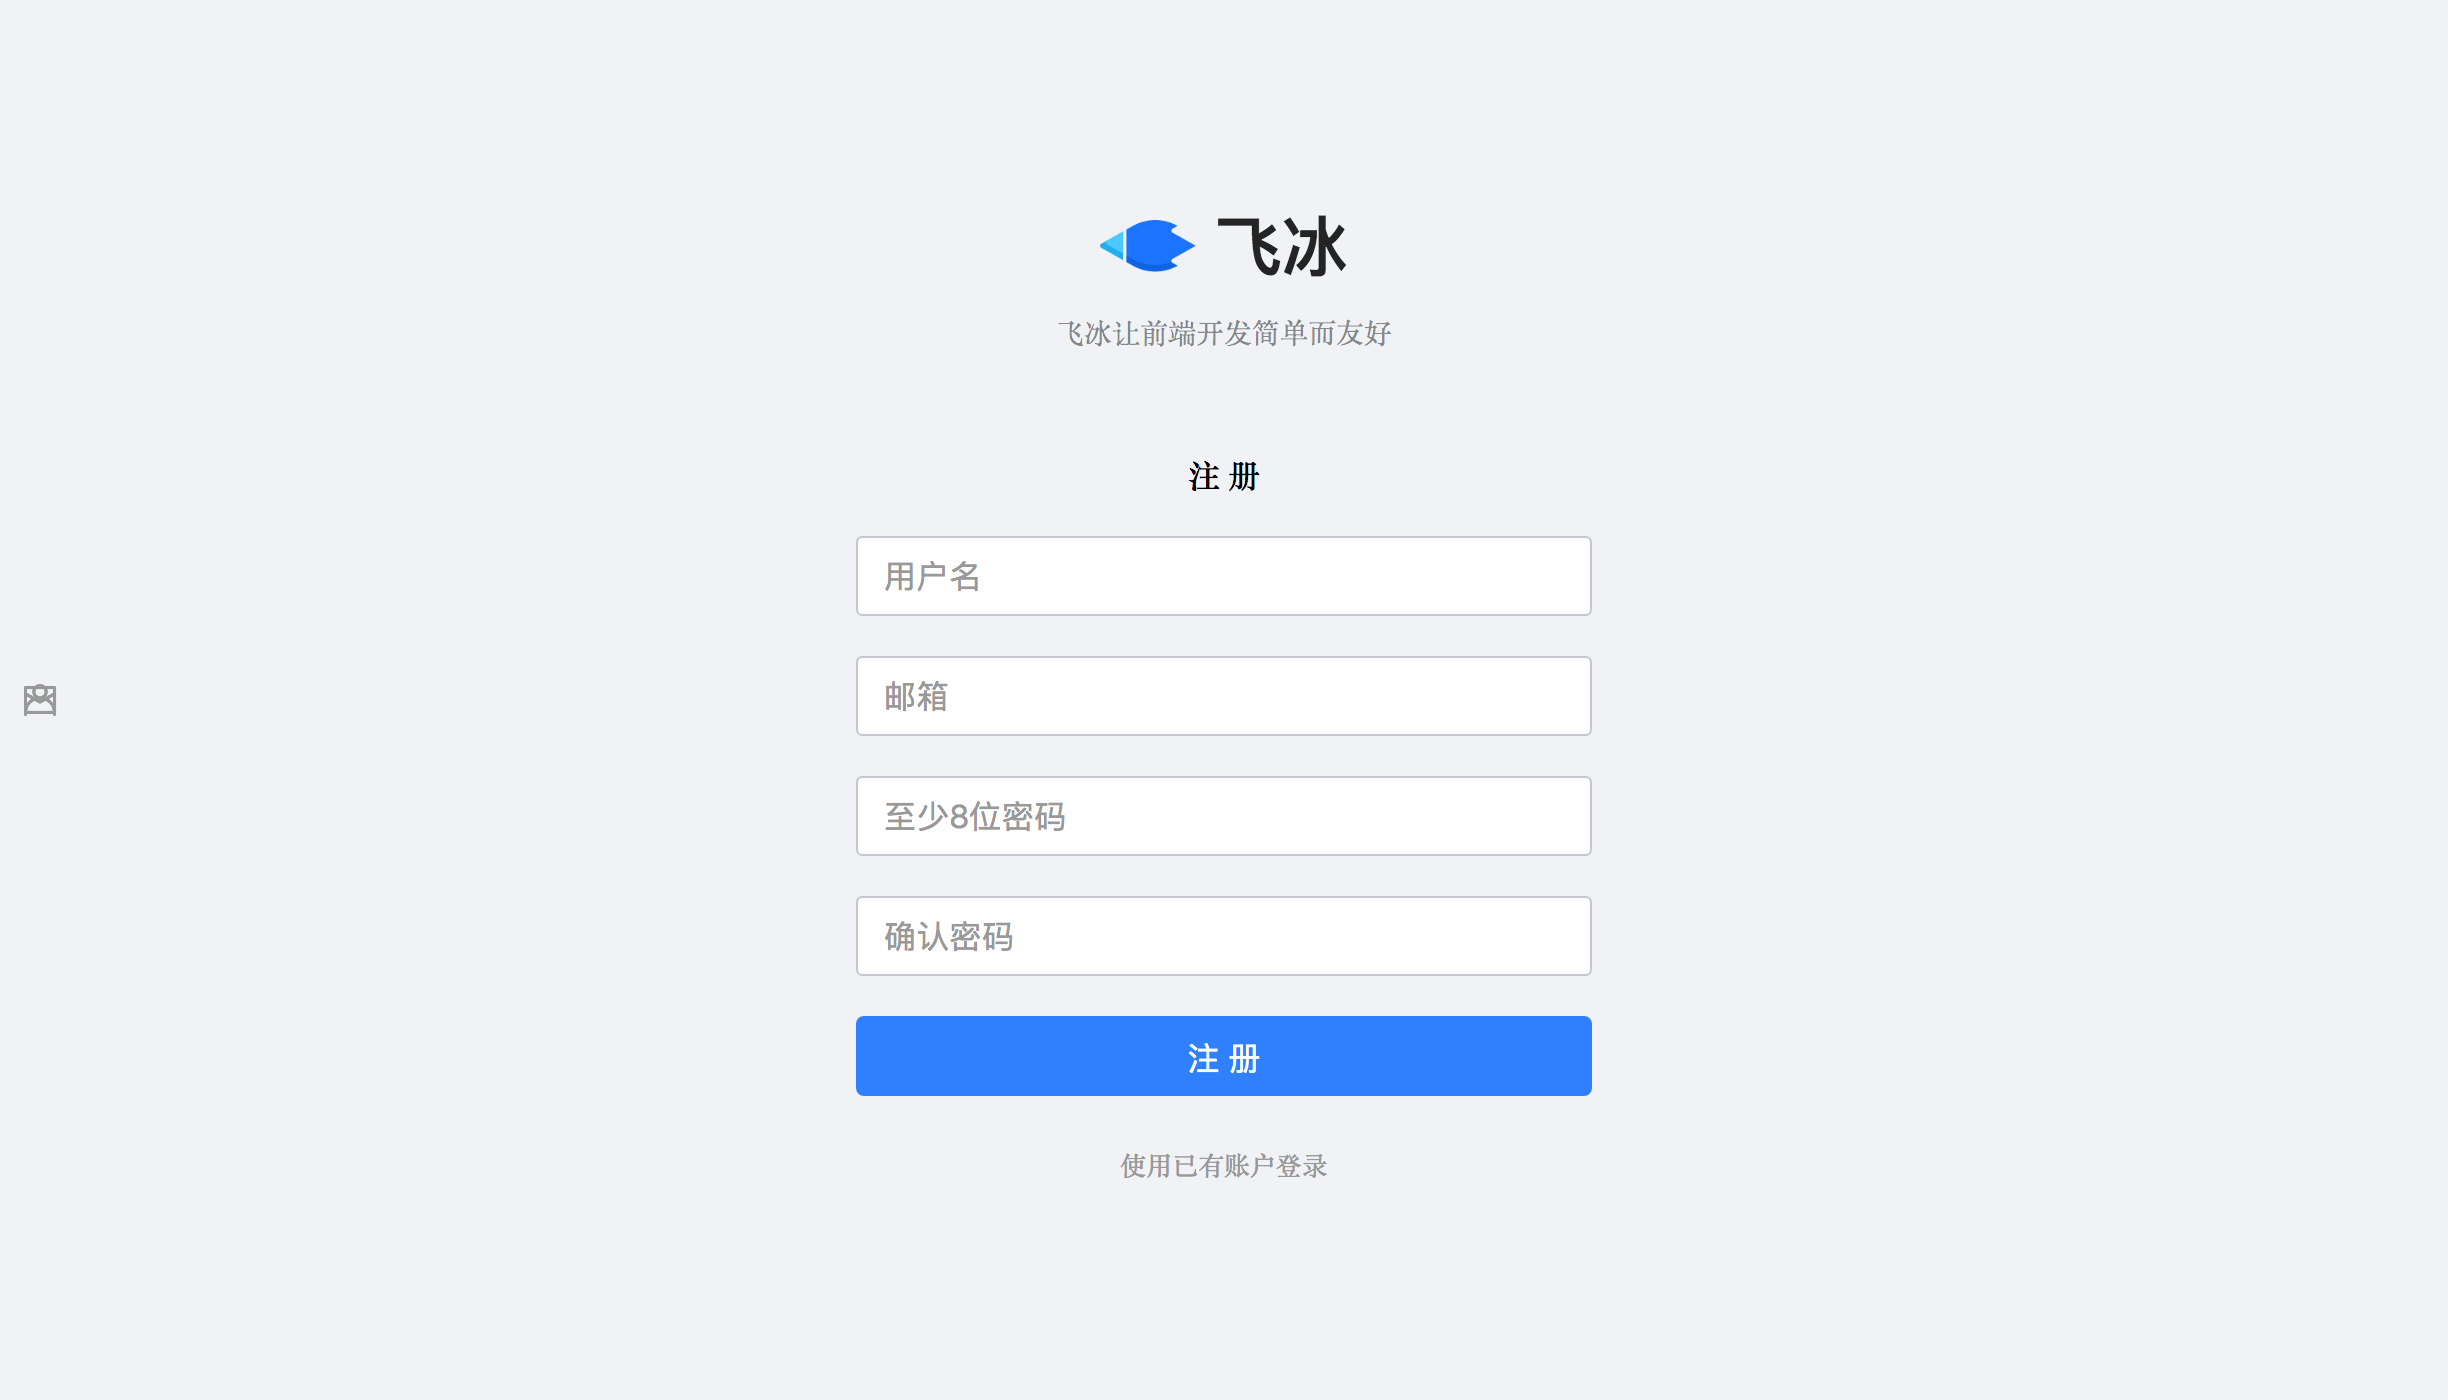 飞冰
飞冰让前端开发简单而友好
注 册
用户名
邮箱
至少8位密码
确认密码
注 册
使用已有账户登录